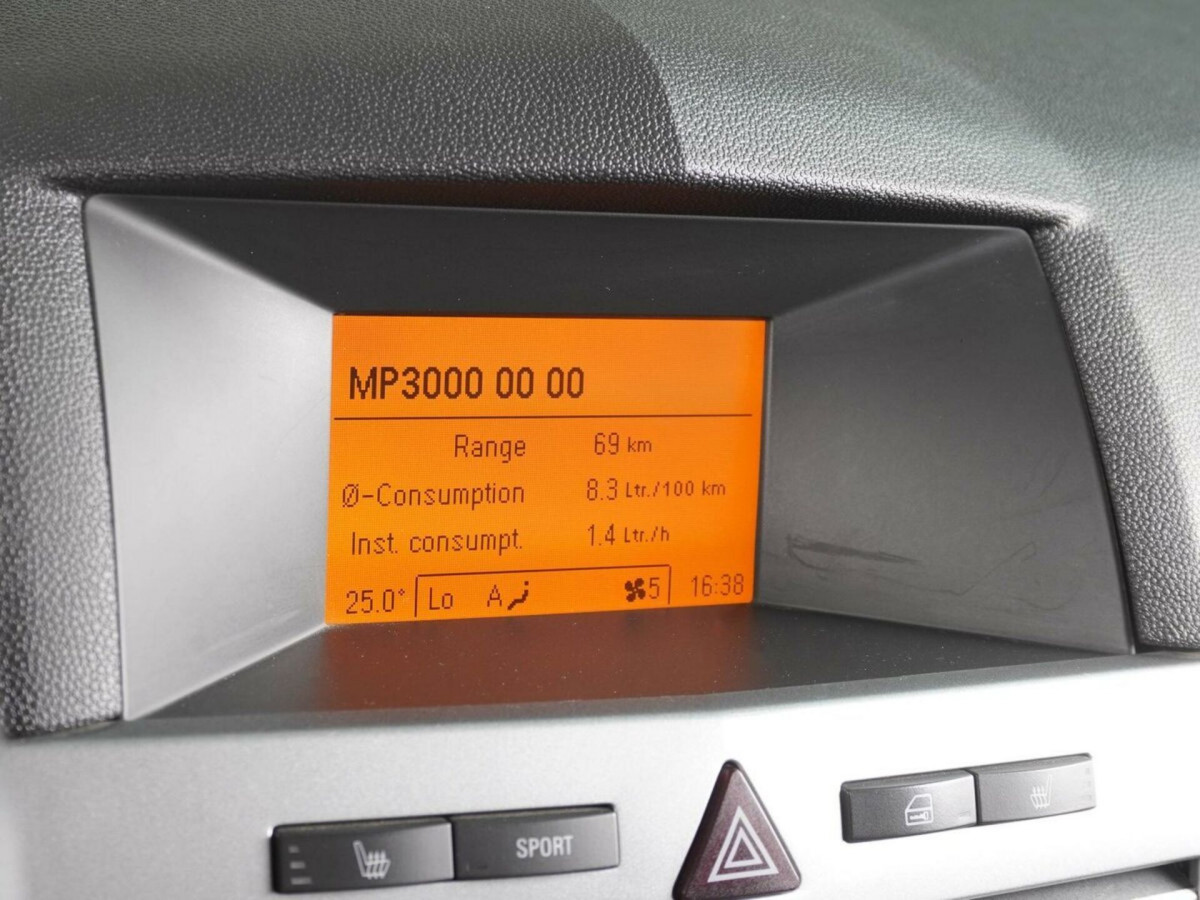 MP3000 00 00
Range 69 km
Ø-Consumption 8.3 Ltr./100 km
Inst. consumpt. 1.4 Ltr./h
25.0° Lo A 5 16:38
SPORT